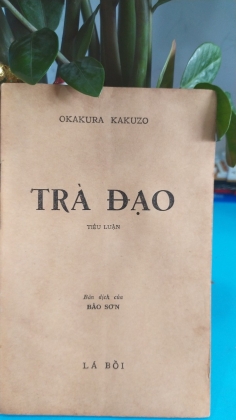 OKAKURA KAKUZO
TRÀ ĐẠO
TIỂU LUẬN
Bản dịch của
BẢO SƠN
LÁ BỐI